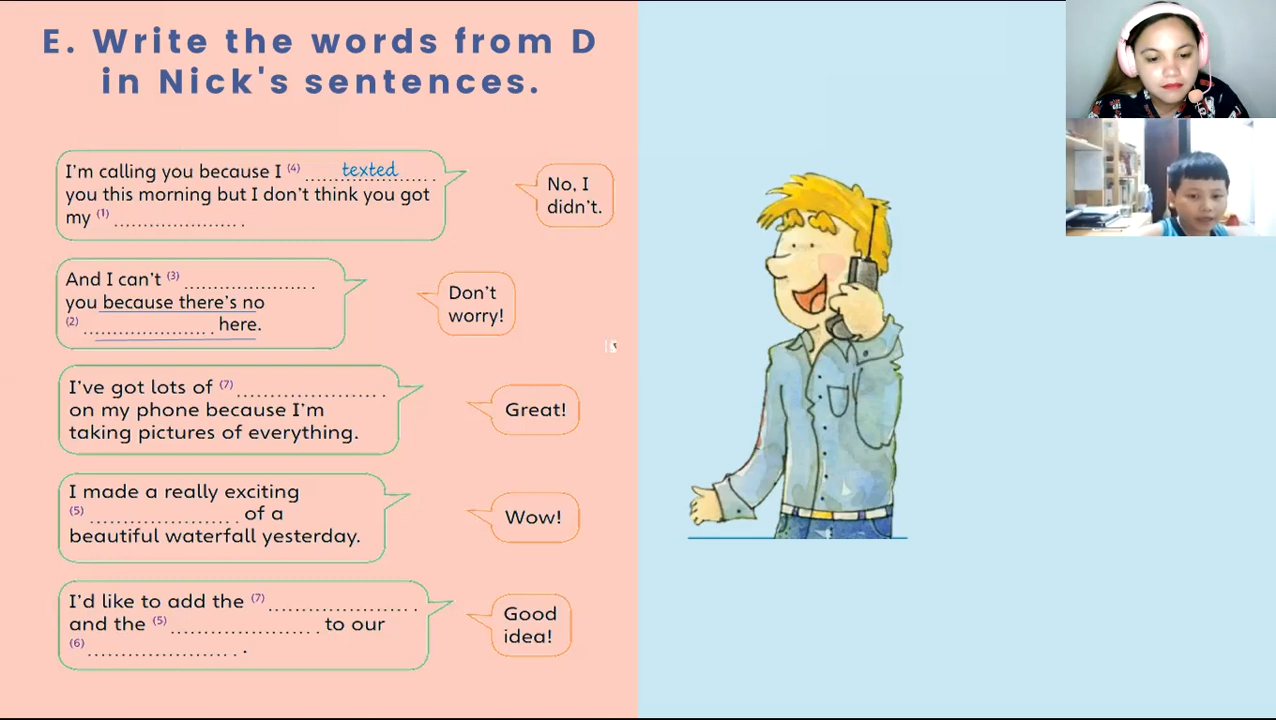 E. Write the words from D
in Nick's sentences.
I'm calling you because I (4) texted
you this morning but I don't think you got
my (1) .................... .
No, I
didn't.
And I can't (3) .................... .
you because there's no
(2) .................... . here.
Don't
worry!
I've got lots of (7) .................... .
on my phone because I'm
taking pictures of everything.
Great!
I made a really exciting
(5) .................... . of a
beautiful waterfall yesterday.
Wow!
I'd like to add the (7) .................... .
and the (5) .................... . to our
(6) .................... .
Good
idea!